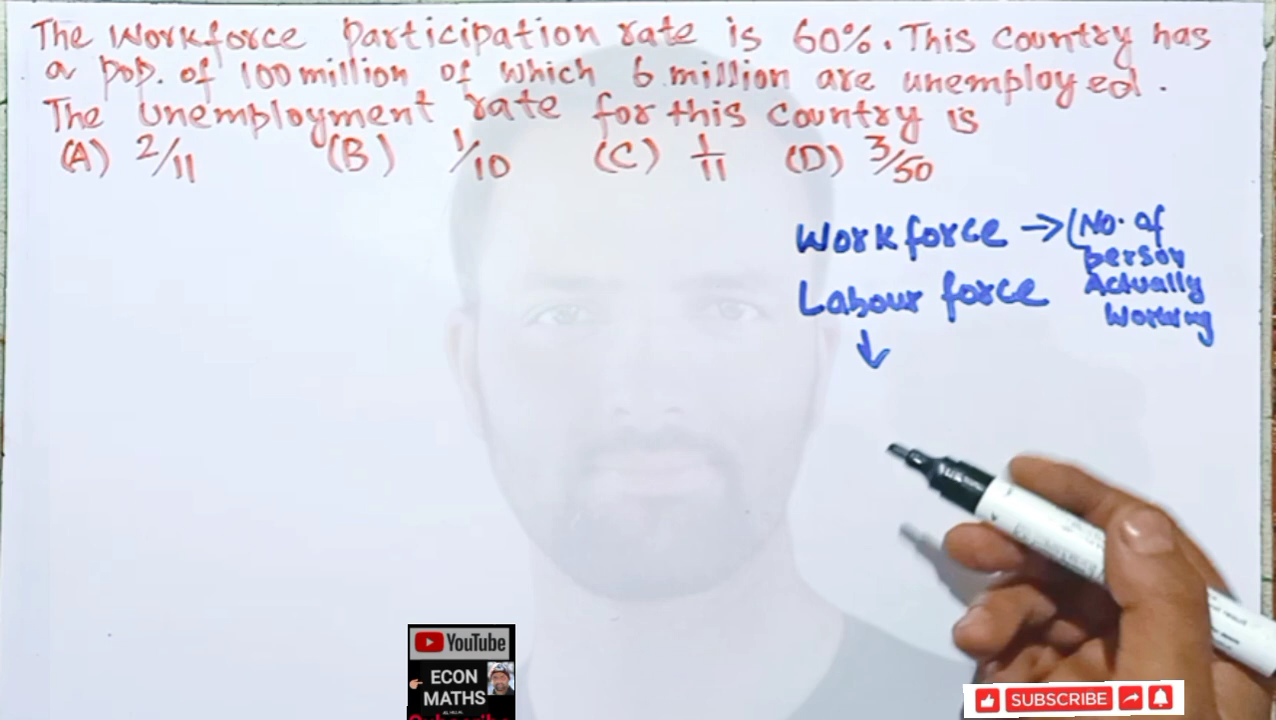 The Workforce participation rate is 60%. This Country has
a pop. of 100 million of which 6 million are unemployed.
The Unemployment rate for this Country is
(A) 2/11 (B) 1/10 (C) 1/11 (D) 3/50
Workforce → (No. of
person
Actually
Working
Labour force
↓
YouTube
ECON
MATHS
Subscribe
SUBSCRIBE